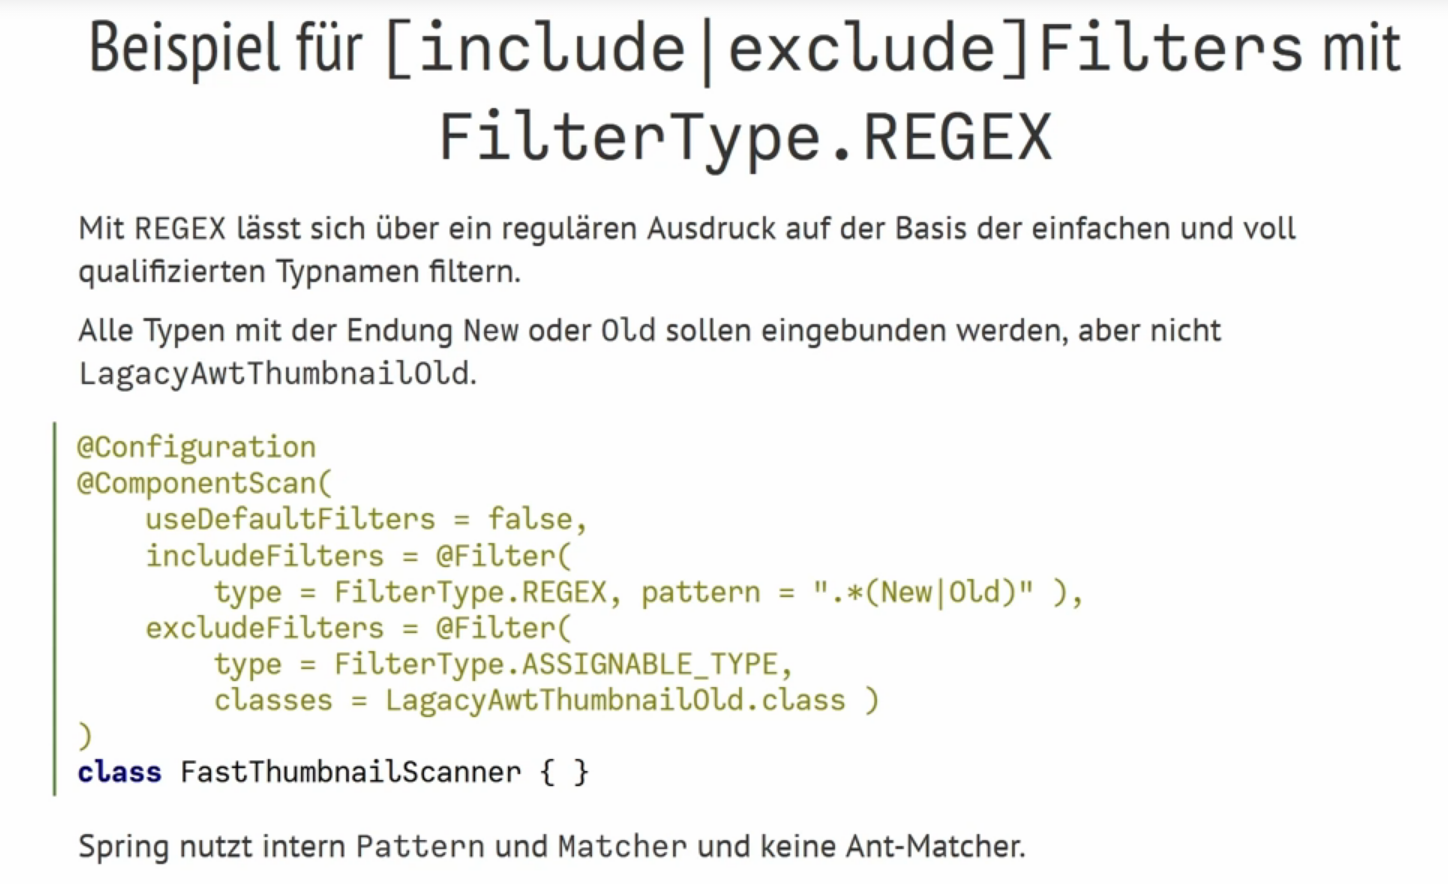 Beispiel für [include|exclude]Filters mit
FilterType.REGEX
Mit REGEX lässt sich über ein regulären Ausdruck auf der Basis der einfachen und voll
qualifizierten Typnamen filtern.
Alle Typen mit der Endung New oder Old sollen eingebunden werden, aber nicht
LagacyAwtThumbnailOld.
@Configuration
@ComponentScan(
    useDefaultFilters = false,
    includeFilters = @Filter(
        type = FilterType.REGEX, pattern = ".*(New|Old)" ),
    excludeFilters = @Filter(
        type = FilterType.ASSIGNABLE_TYPE,
        classes = LagacyAwtThumbnailOld.class )
)
class FastThumbnailScanner { }
Spring nutzt intern Pattern und Matcher und keine Ant-Matcher.